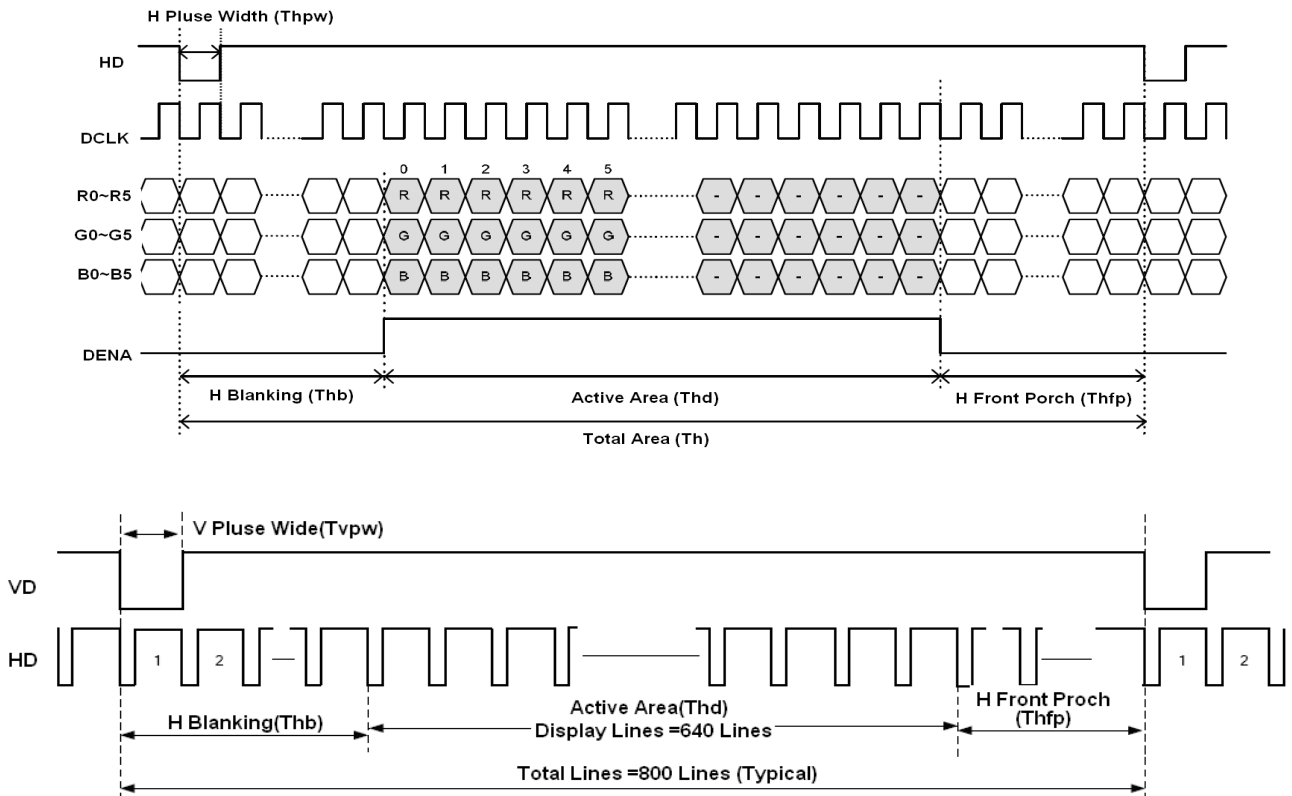 H Pluse Width (Thpw)
HD
DCLK
0 1 2 3 4 5
R0~R5 R R R R R R - - - - - -
G0~G5 G G G G G G - - - - - -
B0~B5 B B B B B B - - - - - -
DENA
H Blanking (Thb) Active Area (Thd) H Front Porch (Thfp)
Total Area (Th)
V Pluse Wide(Tvpw)
VD
HD 1 2 1 2
H Blanking(Thb) Active Area(Thd) H Front Proch
Display Lines =640 Lines (Thfp)
Total Lines =800 Lines (Typical)